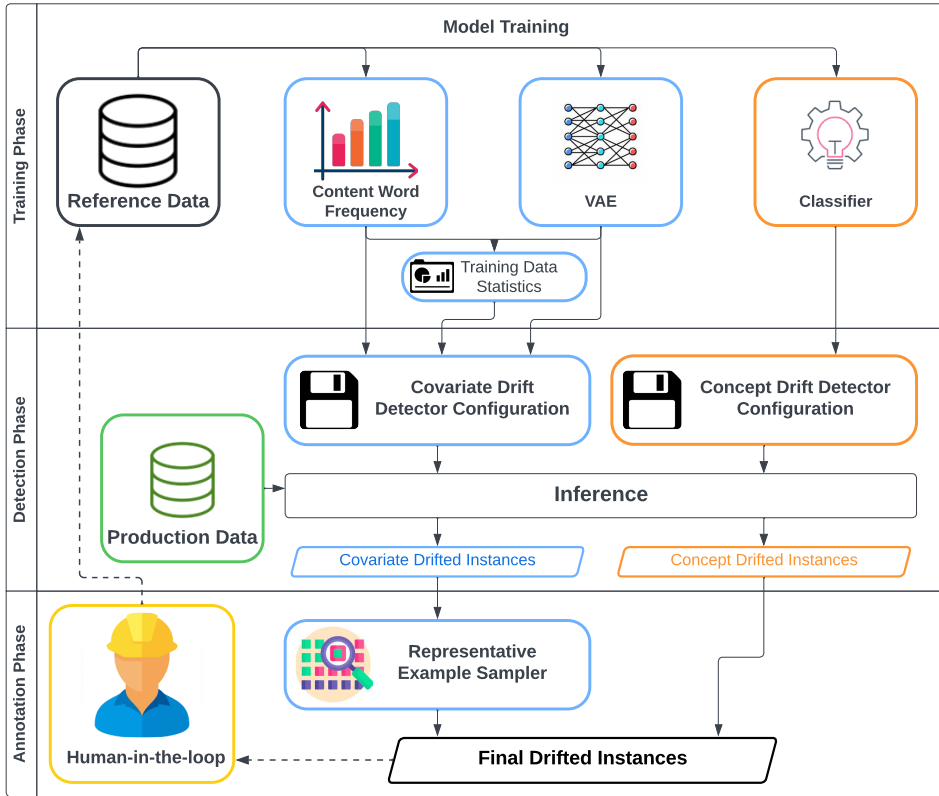 Model Training
Training Phase
Reference Data
Content Word
Frequency
VAE
Classifier
Training Data
Statistics
Detection Phase
Covariate Drift
Detector Configuration
Concept Drift Detector
Configuration
Production Data
Inference
Covariate Drifted Instances
Concept Drifted Instances
Annotation Phase
Human-in-the-loop
Representative
Example Sampler
Final Drifted Instances